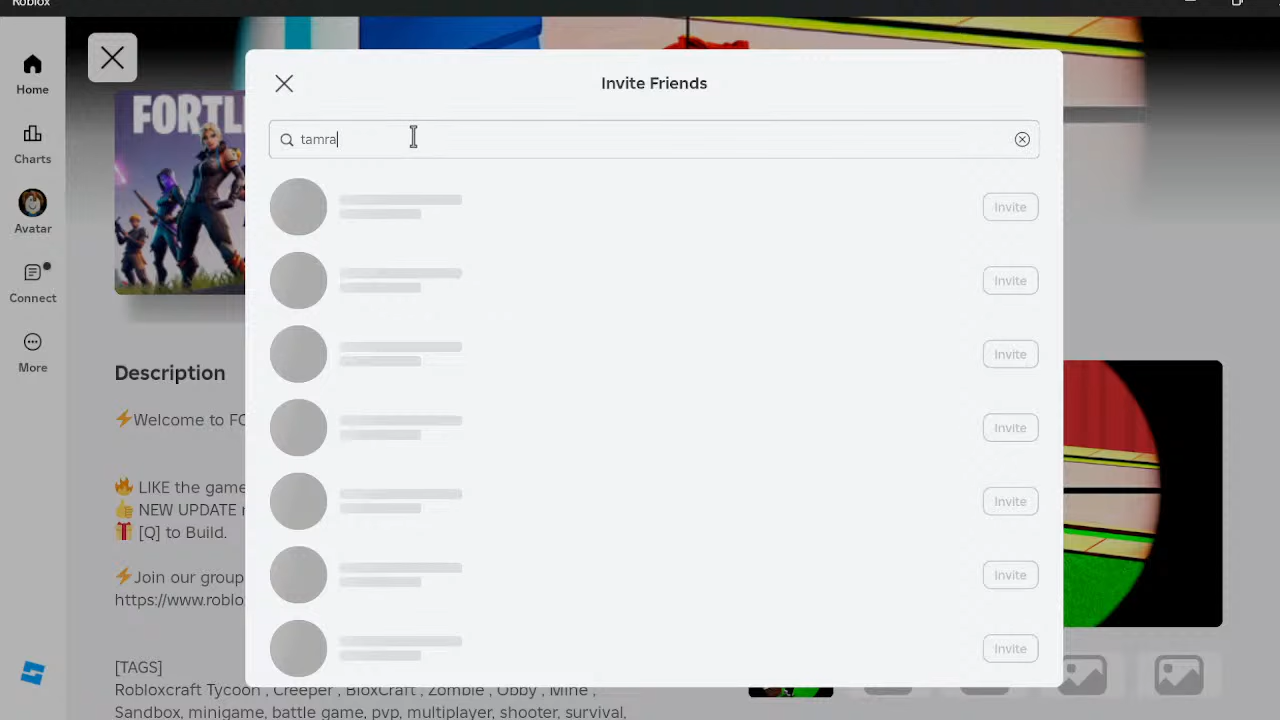 Roblox
Home
Charts
Avatar
Connect
More
FORTL
Invite Friends
tamra
Invite
Invite
Invite
Invite
Invite
Invite
Invite
Description
⚡Welcome to FO
🔥 LIKE the game
👍 NEW UPDATE
🎁 [Q] to Build.
⚡Join our group
https://www.roblo
[TAGS]
Robloxcraft Tycoon , Creeper , BloxCraft , Zombie , Obby , Mine ,
Sandbox, minigame, battle game, pvp, multiplayer, shooter, survival,